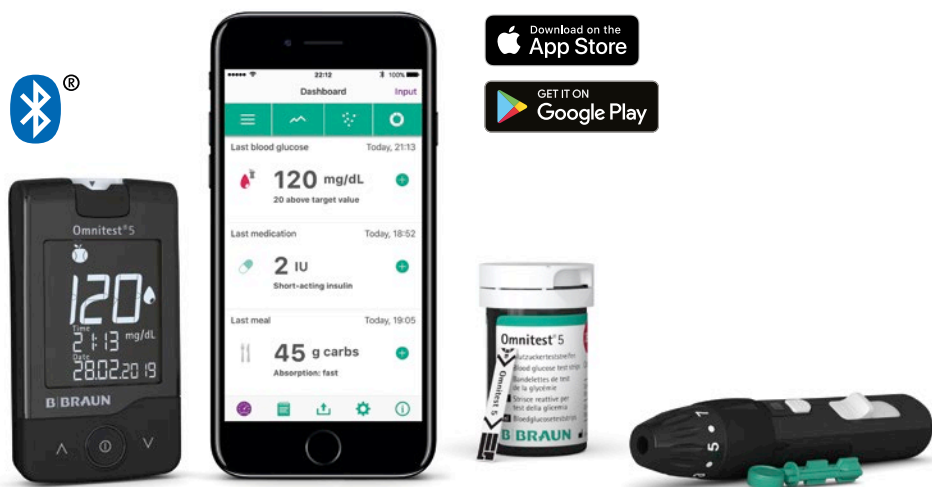 ®
Omnitest®5
120
Time
21:13 mg/dL
Date
28.02.2019
B|BRAUN
22:12
100%
Dashboard
Input
Last blood glucose Today, 21:13
120 mg/dL
20 above target value
Last medication Today, 18:52
2 IU
Short-acting insulin
Last meal Today, 19:05
45 g carbs
Absorption: fast
Download on the
App Store
GET IT ON
Google Play
Omnitest®5
Blood glucose test strips
Bandelettes de test
de la glycémie
Strisce reattive per
test della glicemia
Bloedglucoseteststrips
B|BRAUN
Omnitest 5
1
5